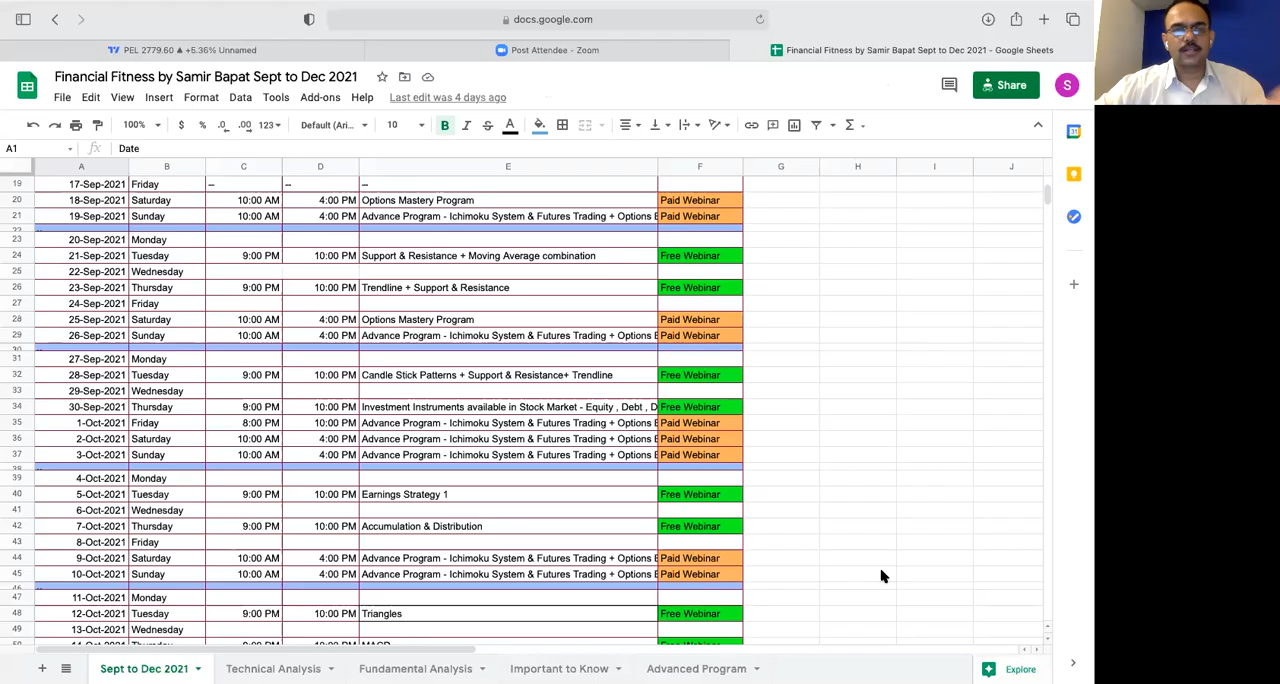 docs.google.com
PEL 2779.60 ▲ +5.36% Unnamed
Post Attendee - Zoom
Financial Fitness by Samir Bapat Sept to Dec 2021 - Google Sheets
Financial Fitness by Samir Bapat Sept to Dec 2021
Share
S
File Edit View Insert Format Data Tools Add-ons Help Last edit was 4 days ago
100% $ % .0 .00 123 Default (Ari... 10 B I S A
A1 fx Date
A B C D E F G H I J
19 17-Sep-2021 Friday -- -- --
20 18-Sep-2021 Saturday 10:00 AM 4:00 PM Options Mastery Program Paid Webinar
21 19-Sep-2021 Sunday 10:00 AM 4:00 PM Advance Program - Ichimoku System & Futures Trading + Options Paid Webinar
23 20-Sep-2021 Monday
24 21-Sep-2021 Tuesday 9:00 PM 10:00 PM Support & Resistance + Moving Average combination Free Webinar
25 22-Sep-2021 Wednesday
26 23-Sep-2021 Thursday 9:00 PM 10:00 PM Trendline + Support & Resistance Free Webinar
27 24-Sep-2021 Friday
28 25-Sep-2021 Saturday 10:00 AM 4:00 PM Options Mastery Program Paid Webinar
29 26-Sep-2021 Sunday 10:00 AM 4:00 PM Advance Program - Ichimoku System & Futures Trading + Options Paid Webinar
31 27-Sep-2021 Monday
32 28-Sep-2021 Tuesday 9:00 PM 10:00 PM Candle Stick Patterns + Support & Resistance+ Trendline Free Webinar
33 29-Sep-2021 Wednesday
34 30-Sep-2021 Thursday 9:00 PM 10:00 PM Investment Instruments available in Stock Market - Equity , Debt , D Free Webinar
35 1-Oct-2021 Friday 8:00 PM 10:00 PM Advance Program - Ichimoku System & Futures Trading + Options Paid Webinar
36 2-Oct-2021 Saturday 10:00 AM 4:00 PM Advance Program - Ichimoku System & Futures Trading + Options Paid Webinar
37 3-Oct-2021 Sunday 10:00 AM 4:00 PM Advance Program - Ichimoku System & Futures Trading + Options Paid Webinar
39 4-Oct-2021 Monday
40 5-Oct-2021 Tuesday 9:00 PM 10:00 PM Earnings Strategy 1 Free Webinar
41 6-Oct-2021 Wednesday
42 7-Oct-2021 Thursday 9:00 PM 10:00 PM Accumulation & Distribution Free Webinar
43 8-Oct-2021 Friday
44 9-Oct-2021 Saturday 10:00 AM 4:00 PM Advance Program - Ichimoku System & Futures Trading + Options Paid Webinar
45 10-Oct-2021 Sunday 10:00 AM 4:00 PM Advance Program - Ichimoku System & Futures Trading + Options Paid Webinar
47 11-Oct-2021 Monday
48 12-Oct-2021 Tuesday 9:00 PM 10:00 PM Triangles Free Webinar
49 13-Oct-2021 Wednesday
Sept to Dec 2021 Technical Analysis Fundamental Analysis Important to Know Advanced Program Explore